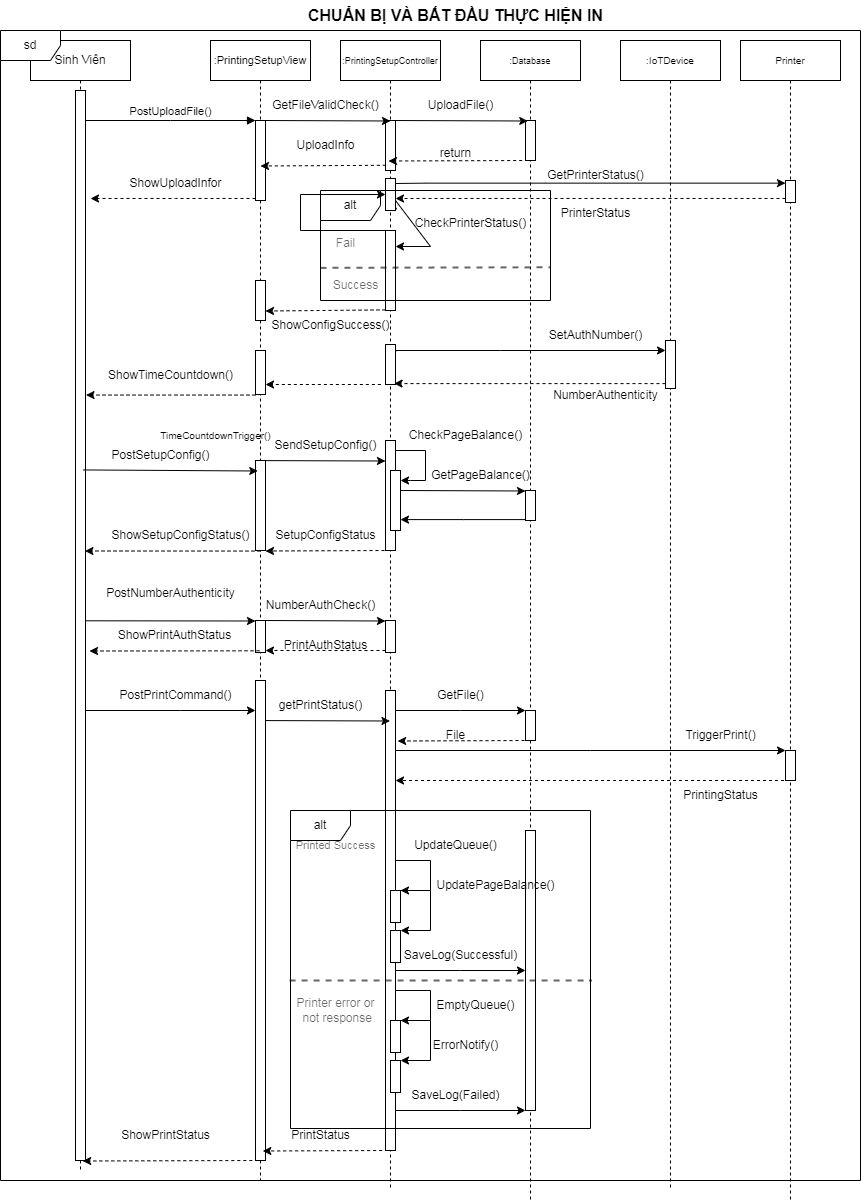 CHUẨN BỊ VÀ BẮT ĐẦU THỰC HIỆN IN
sd
Sinh Viên
:PrintingSetupView
:PrintingSetupController
:Database
:IoTDevice
Printer
PostUploadFile()
GetFileValidCheck()
UploadFile()
UploadInfo
return
ShowUploadInfor
GetPrinterStatus()
alt
PrinterStatus
CheckPrinterStatus()
Fail
Success
ShowConfigSuccess()
SetAuthNumber()
ShowTimeCountdown()
NumberAuthenticity
TimeCountdownTrigger()
CheckPageBalance()
PostSetupConfig()
SendSetupConfig()
GetPageBalance()
ShowSetupConfigStatus()
SetupConfigStatus
PostNumberAuthenticity
NumberAuthCheck()
ShowPrintAuthStatus
PrintAuthStatus
PostPrintCommand()
getPrintStatus()
GetFile()
File
TriggerPrint()
PrintingStatus
alt
Printed Success
UpdateQueue()
UpdatePageBalance()
SaveLog(Successful)
Printer error or
not response
EmptyQueue()
ErrorNotify()
SaveLog(Failed)
ShowPrintStatus
PrintStatus